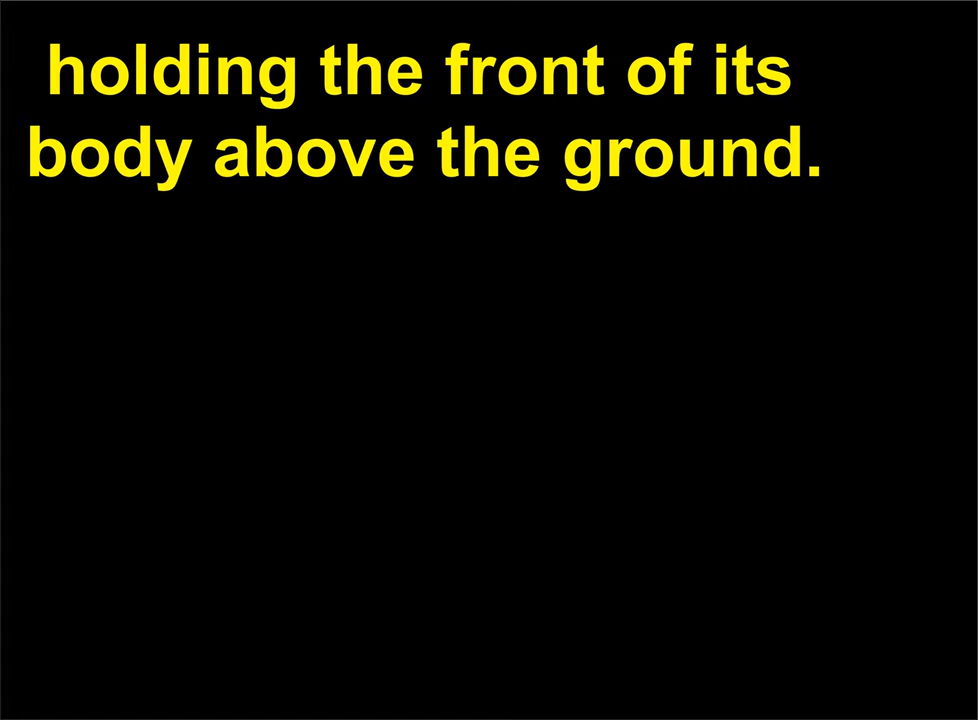 holding the front of its
body above the ground.